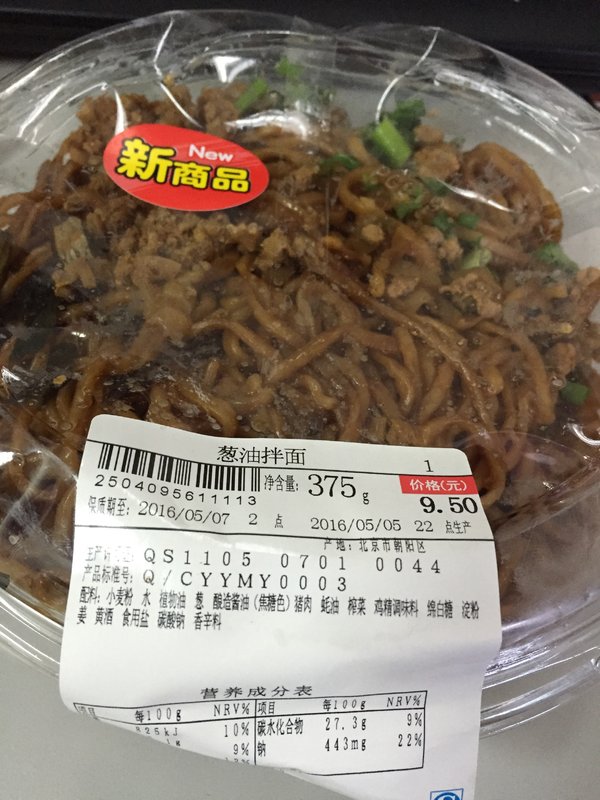 New
新商品
葱油拌面 1
2504095611113 净含量: 375g 价格(元)
9.50
保质期至: 2016/05/07 2 点 2016/05/05 22 点生产
产地: 北京市朝阳区
QS1105 0701 0044
产品标准号: Q/CYYMY0003
配料: 小麦粉 水 植物油 葱 酿造酱油(焦糖色)猪肉 蚝油 榨菜 鸡精调味料 绵白糖 淀粉
姜 黄酒 食用盐 碳酸钠 香辛料
营养成分表
项目 每100g NRV% 项目 每100g NRV%
825kJ 10% 碳水化合物 27.3g 9%
9% 钠 443mg 22%